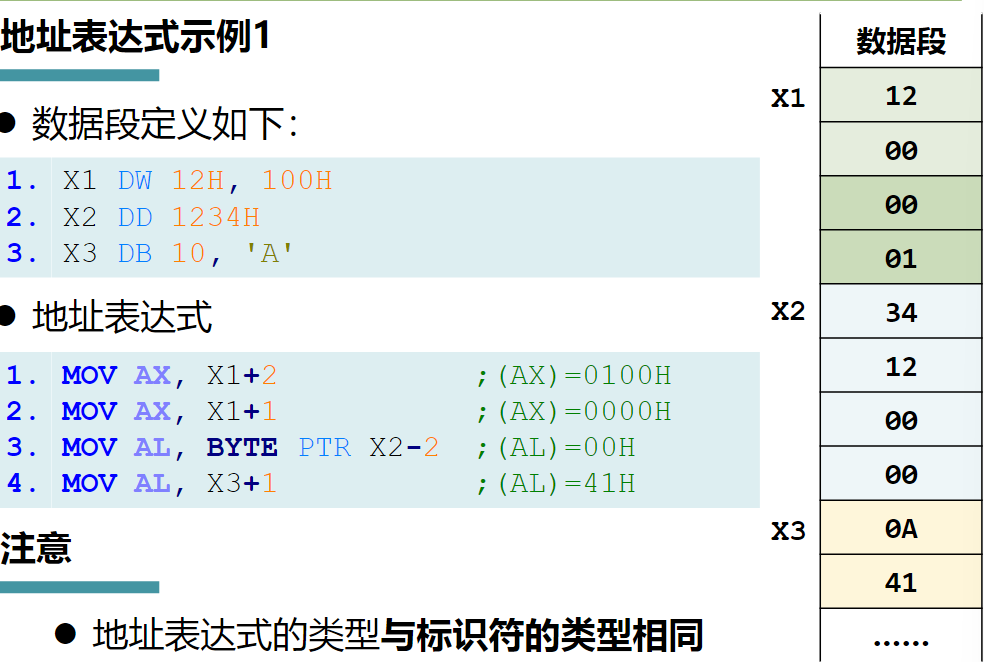 地址表达式示例1
● 数据段定义如下：
1. X1 DW 12H, 100H
2. X2 DD 1234H
3. X3 DB 10, 'A'
● 地址表达式
1. MOV AX, X1+2 ;(AX)=0100H
2. MOV AX, X1+1 ;(AX)=0000H
3. MOV AL, BYTE PTR X2-2 ;(AL)=00H
4. MOV AL, X3+1 ;(AL)=41H
注意
● 地址表达式的类型与标识符的类型相同
数据段
X1 12
00
00
01
X2 34
12
00
00
X3 0A
41
……